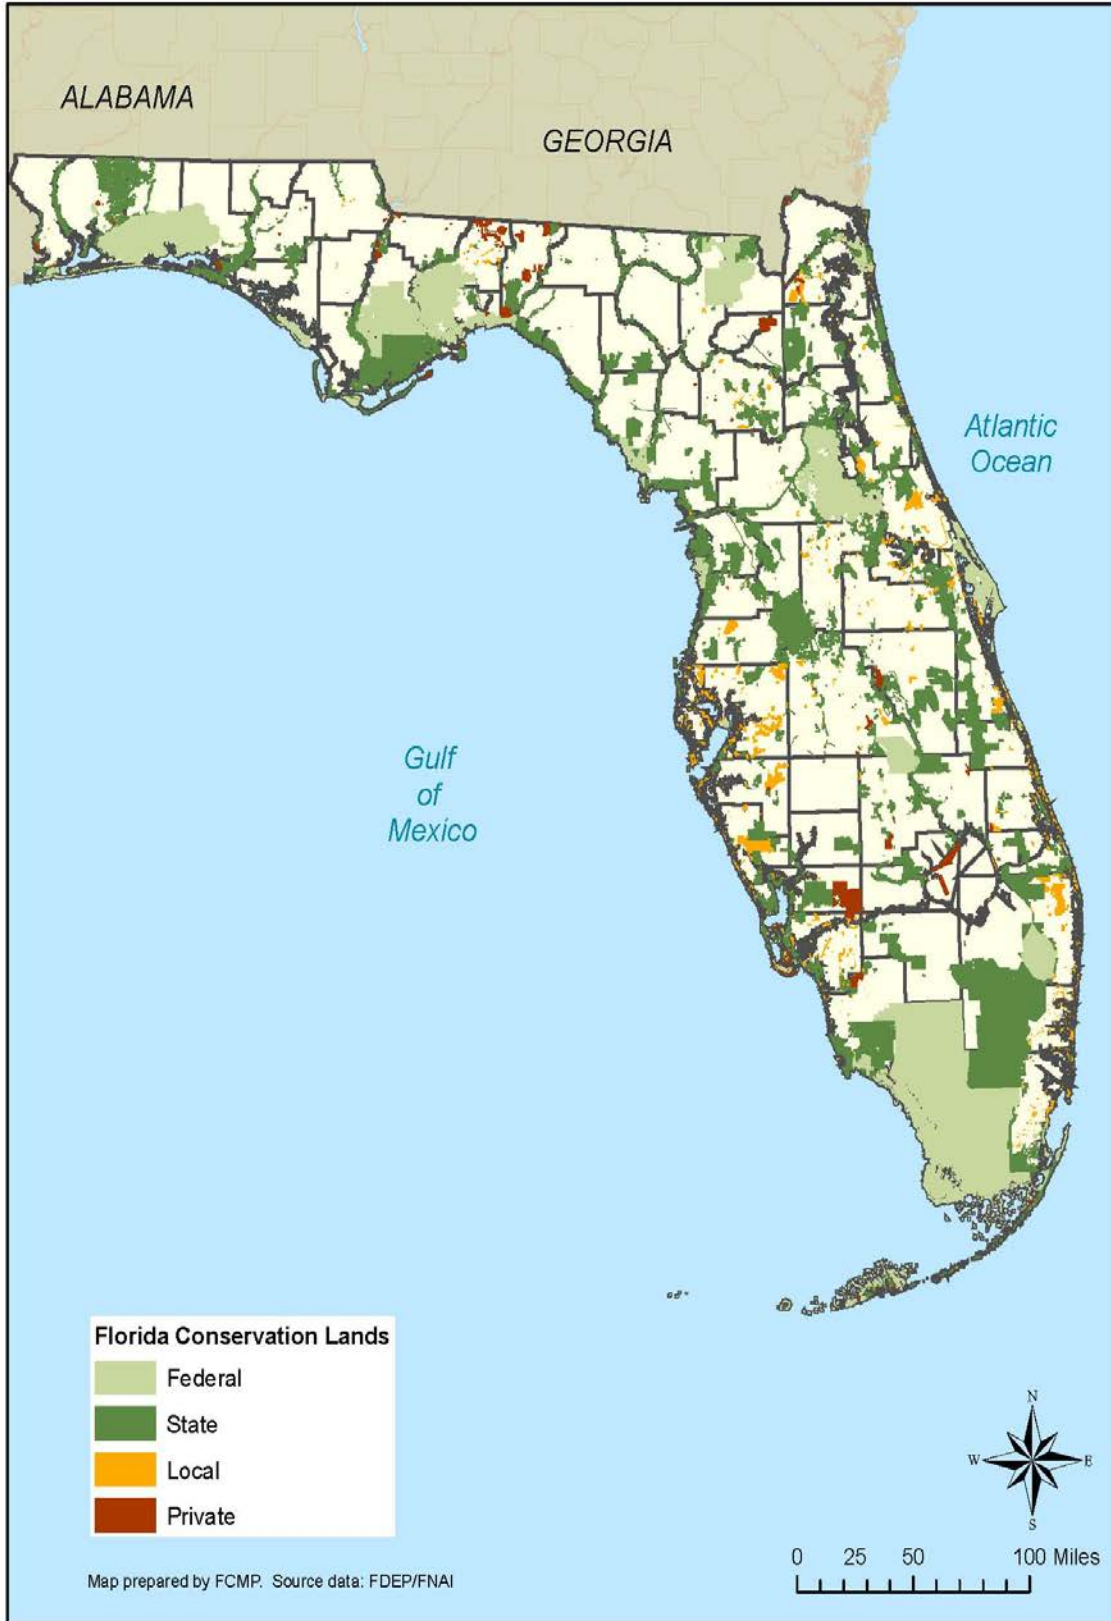 ALABAMA
GEORGIA
Atlantic
Ocean
Gulf
of
Mexico
Florida Conservation Lands
Federal
State
Local
Private
N
W E
S
0 25 50 100 Miles
Map prepared by FCMP. Source data: FDEP/FNAI